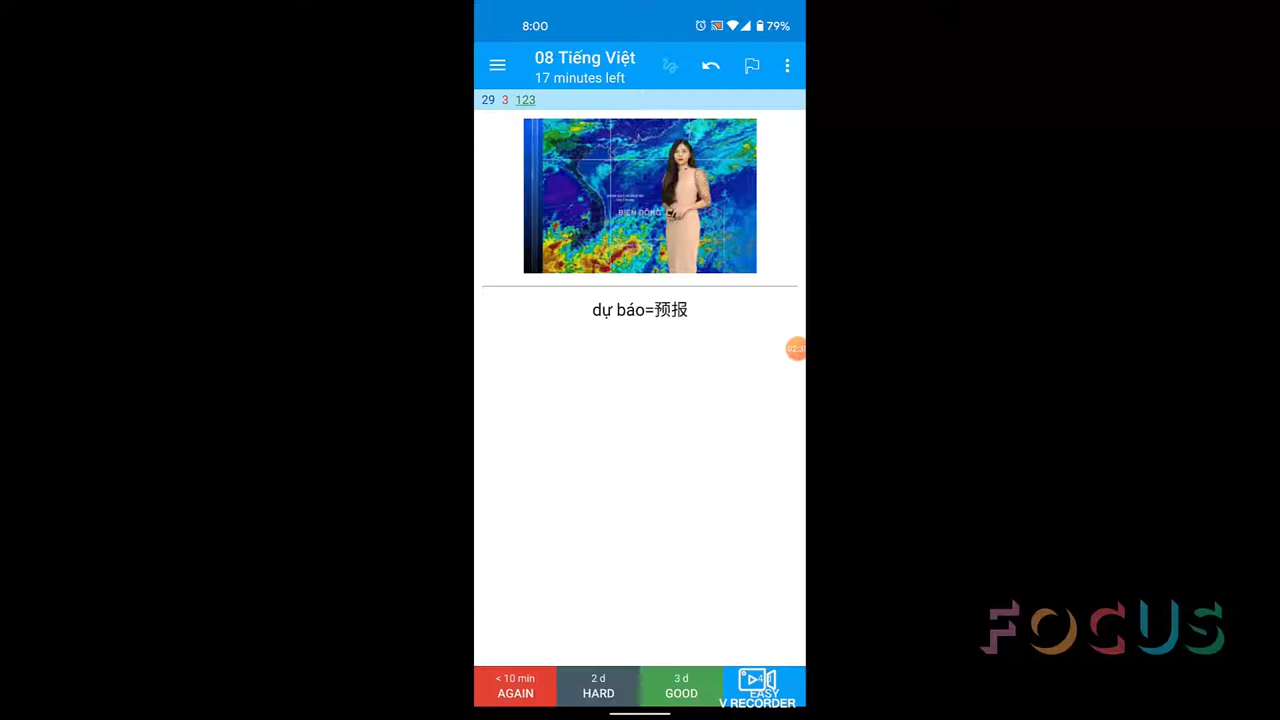 8:00
79%
08 Tiếng Việt
17 minutes left
29 3 123
BIỂN ĐÔNG
dự báo=预报
< 10 min 2 d 3 d
AGAIN HARD GOOD EASY
V RECORDER
FOCUS